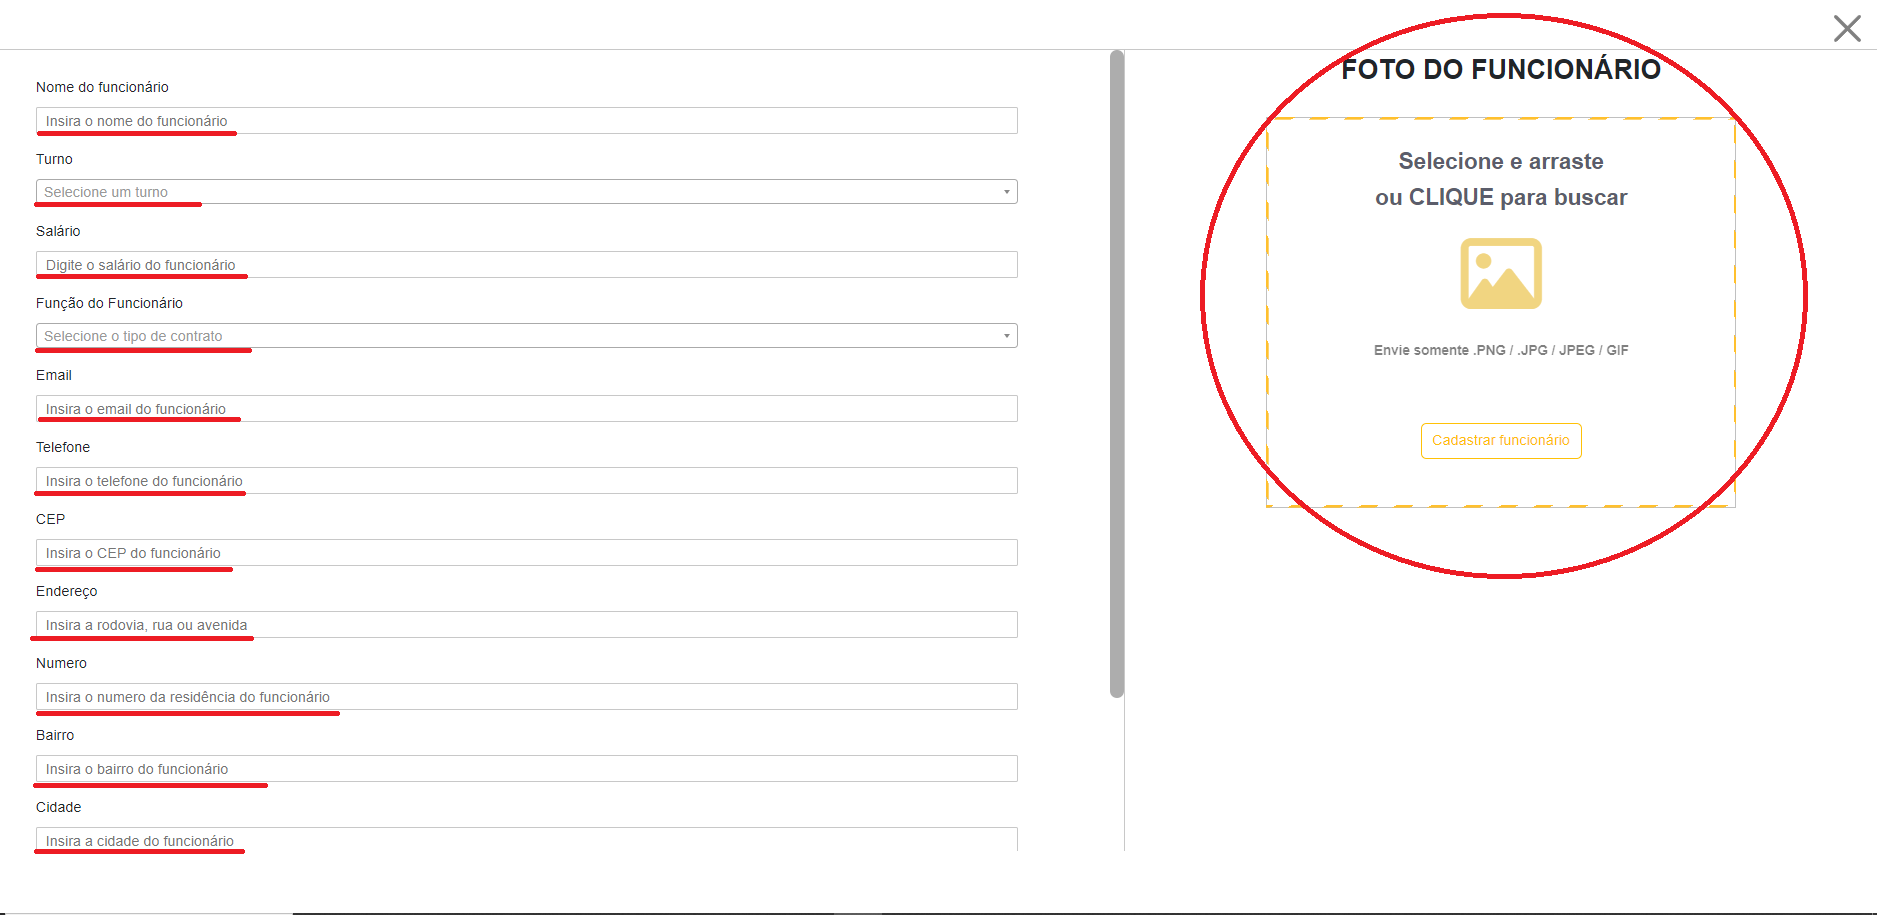 Nome do funcionário
Insira o nome do funcionário
Turno
Selecione um turno
Salário
Digite o salário do funcionário
Função do Funcionário
Selecione o tipo de contrato
Email
Insira o email do funcionário
Telefone
Insira o telefone do funcionário
CEP
Insira o CEP do funcionário
Endereço
Insira a rodovia, rua ou avenida
Numero
Insira o numero da residência do funcionário
Bairro
Insira o bairro do funcionário
Cidade
Insira a cidade do funcionário
FOTO DO FUNCIONÁRIO
Selecione e arraste
ou CLIQUE para buscar
Envie somente .PNG / .JPG / JPEG / GIF
Cadastrar funcionário